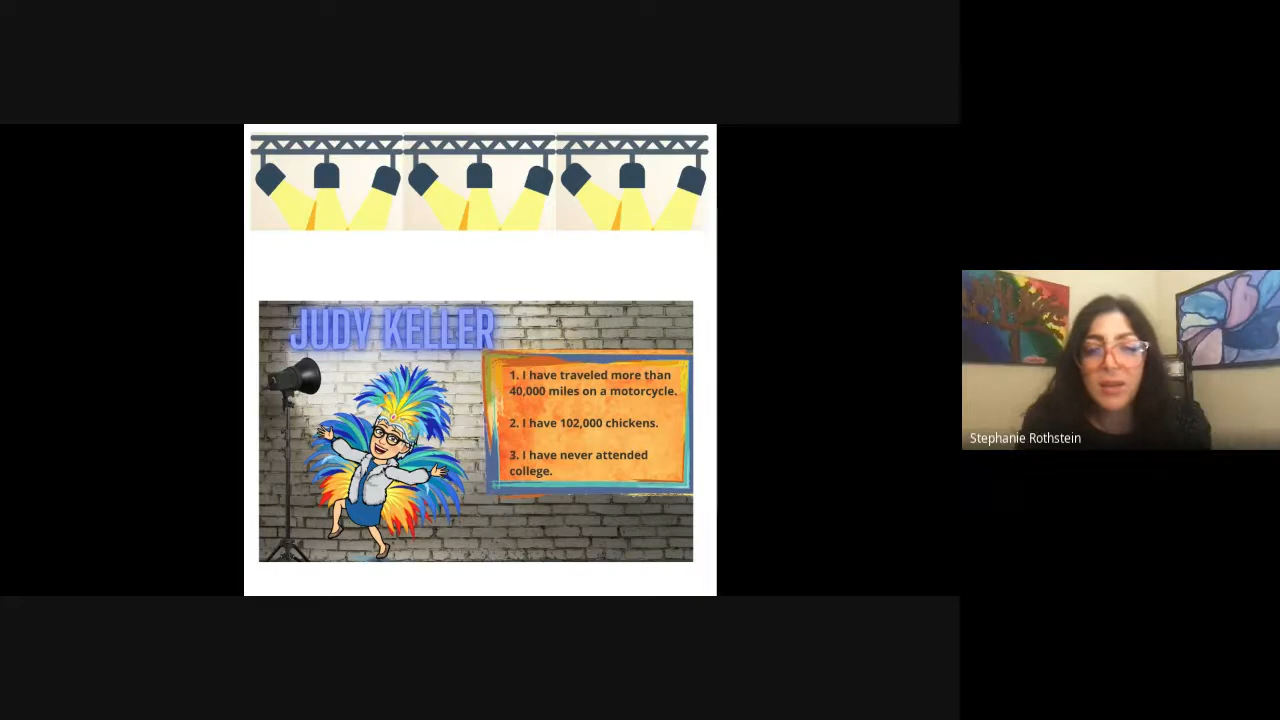 JUDY KELLER
1. I have traveled more than
40,000 miles on a motorcycle.
2. I have 102,000 chickens.
3. I have never attended
college.
Stephanie Rothstein